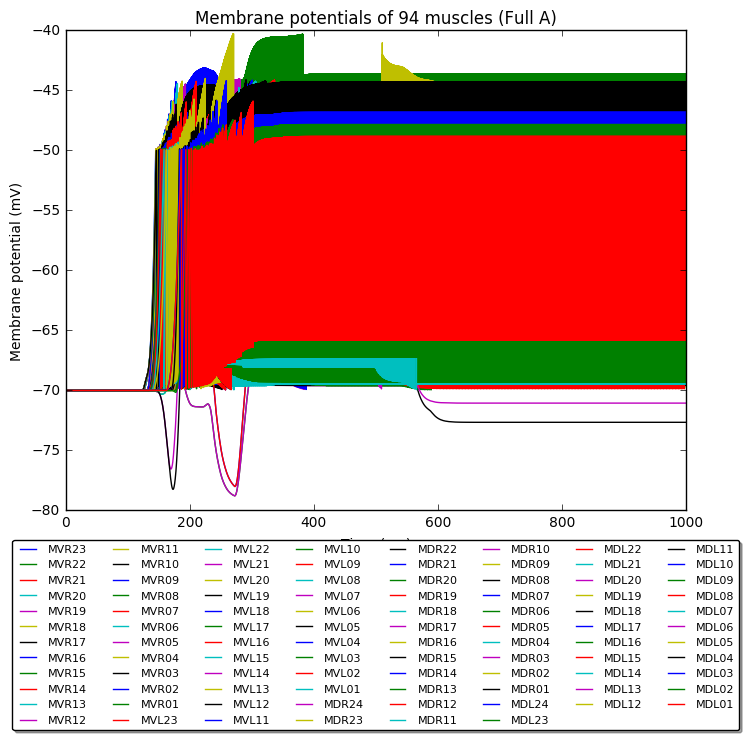 Membrane potentials of 94 muscles (Full A)
Membrane potential (mV)
−40
−45
−50
−55
−60
−65
−70
−75
−80
0 200 400 600 800 1000
MVR23 MVR11 MVL22 MVL10 MDR22 MDR10 MDL22 MDL11
MVR22 MVR10 MVL21 MVL09 MDR21 MDR09 MDL21 MDL10
MVR21 MVR09 MVL20 MVL08 MDR20 MDR08 MDL20 MDL09
MVR20 MVR08 MVL19 MVL07 MDR19 MDR07 MDL19 MDL08
MVR19 MVR07 MVL18 MVL06 MDR18 MDR06 MDL18 MDL07
MVR18 MVR06 MVL17 MVL05 MDR17 MDR05 MDL17 MDL06
MVR17 MVR05 MVL16 MVL04 MDR16 MDR04 MDL16 MDL05
MVR16 MVR04 MVL15 MVL03 MDR15 MDR03 MDL15 MDL04
MVR15 MVR03 MVL14 MVL02 MDR14 MDR02 MDL14 MDL03
MVR14 MVR02 MVL13 MVL01 MDR13 MDR01 MDL13 MDL02
MVR13 MVR01 MVL12 MDR24 MDR12 MDL24 MDL12 MDL01
MVR12 MVL23 MVL11 MDR23 MDR11 MDL23